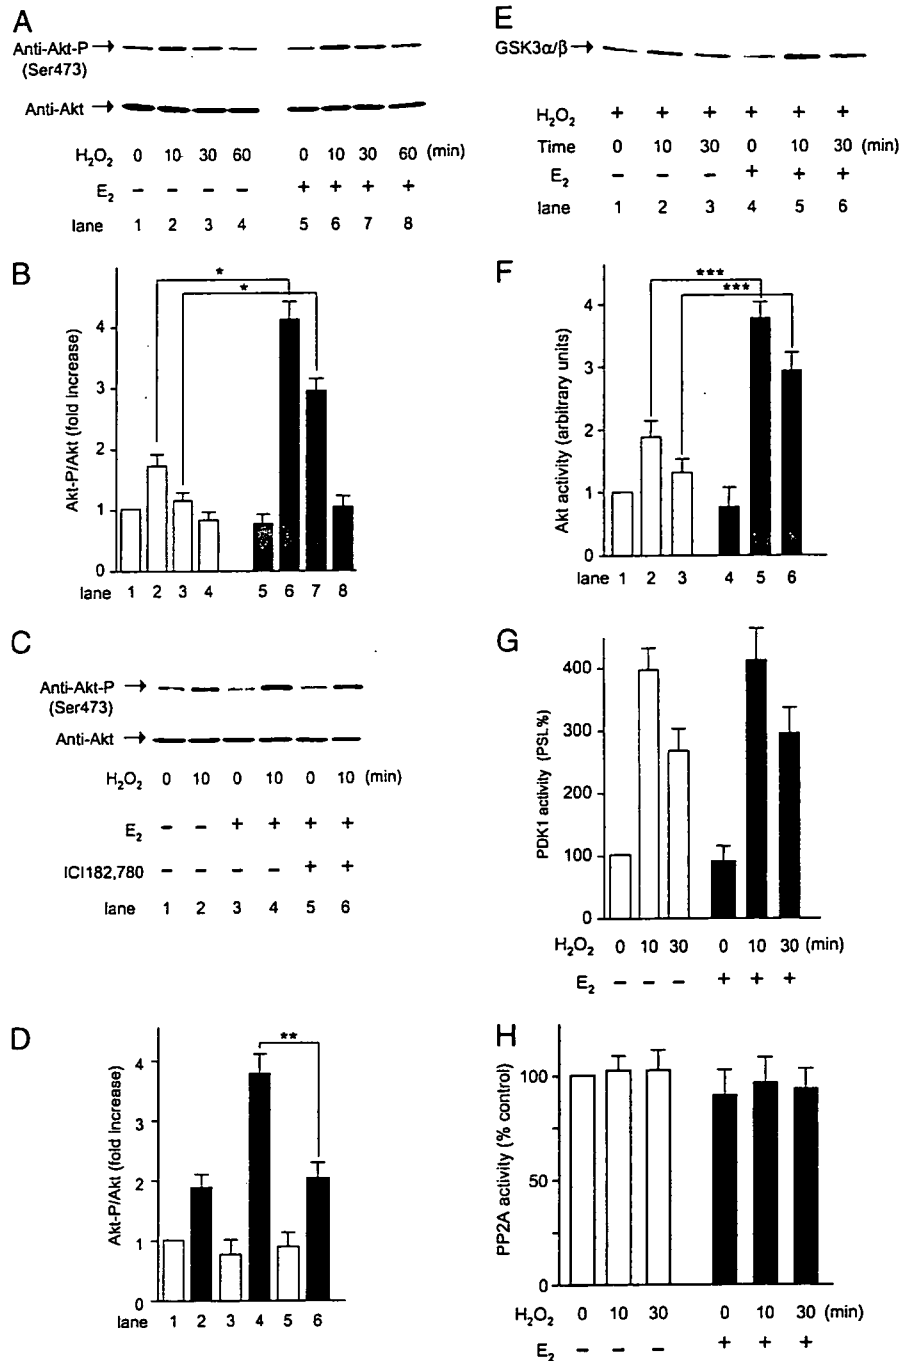 A
Anti-Akt-P →
(Ser473)
Anti-Akt →
H₂O₂ 0 10 30 60 0 10 30 60 (min)
E₂ – – – – + + + +
lane 1 2 3 4 5 6 7 8
B
* *
Akt-P/Akt (fold increase)
4
3
2
1
0
lane 1 2 3 4 5 6 7 8
C
Anti-Akt-P →
(Ser473)
Anti-Akt →
H₂O₂ 0 10 0 10 0 10 (min)
E₂ – – + + + +
ICI182,780 – – – – + +
lane 1 2 3 4 5 6
D
**
Akt-P/Akt (fold increase)
4
3
2
1
0
lane 1 2 3 4 5 6
E
GSK3α/β →
H₂O₂ + + + + + +
Time 0 10 30 0 10 30 (min)
E₂ – – – + + +
lane 1 2 3 4 5 6
F
*** ***
Akt activity (arbitrary units)
4
3
2
1
0
lane 1 2 3 4 5 6
G
PDK1 activity (PSL%)
400
300
200
100
0
H₂O₂ 0 10 30 0 10 30 (min)
E₂ – – – + + +
H
PP2A activity (% control)
100
50
0
H₂O₂ 0 10 30 0 10 30 (min)
E₂ – – – + + +